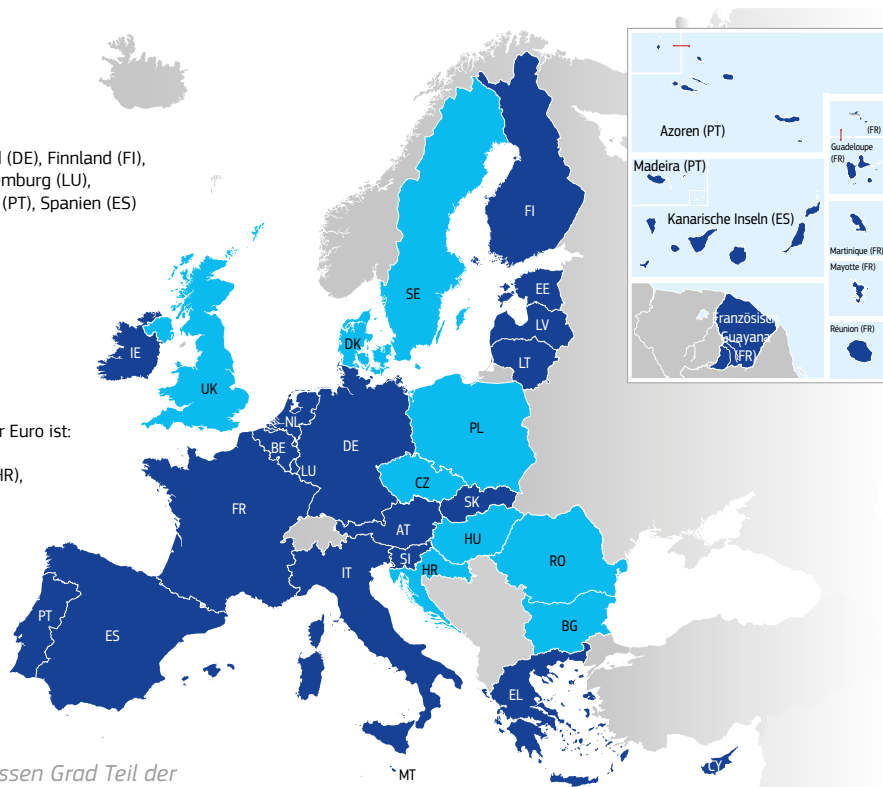 l (DE), Finnland (FI),
emburg (LU),
(PT), Spanien (ES)
r Euro ist:
HR),
FI
SE
EE
LV
LT
DK
IE
UK
NL
BE
LU
DE
PL
CZ
SK
FR
AT
HU
SI
HR
RO
IT
BG
PT
ES
EL
MT
CY
Azoren (PT)
Madeira (PT)
Kanarische Inseln (ES)
Französisch
Guayana
(FR)
(FR)
Guadeloupe
(FR)
Martinique (FR)
Mayotte (FR)
Réunion (FR)
ssen Grad Teil der